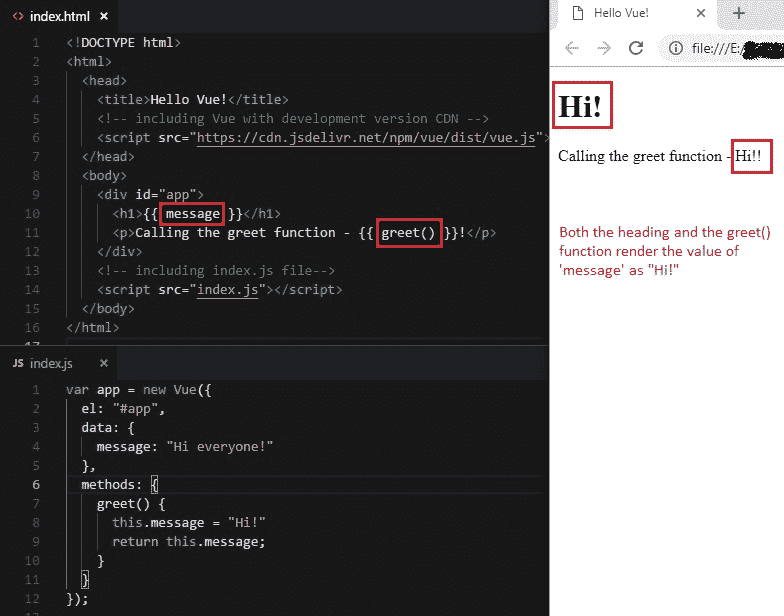 index.html ×
1 <!DOCTYPE html>
2 <html>
3 <head>
4 <title>Hello Vue!</title>
5 <!-- including Vue with development version CDN -->
6 <script src="https://cdn.jsdelivr.net/npm/vue/dist/vue.js">
7 </head>
8 <body>
9 <div id="app">
10 <h1>{{ message }}</h1>
11 <p>Calling the greet function - {{ greet() }}!</p>
12 </div>
13 <!-- including index.js file-->
14 <script src="index.js"></script>
15 </body>
16 </html>
17
JS index.js ×
1 var app = new Vue({
2 el: "#app",
3 data: {
4 message: "Hi everyone!"
5 },
6 methods: {
7 greet() {
8 this.message = "Hi!"
9 return this.message;
10 }
11 }
12 });
13
Hello Vue! ×
file:///E:/
Hi!
Calling the greet function - Hi!!
Both the heading and the greet()
function render the value of
'message' as "Hi!"